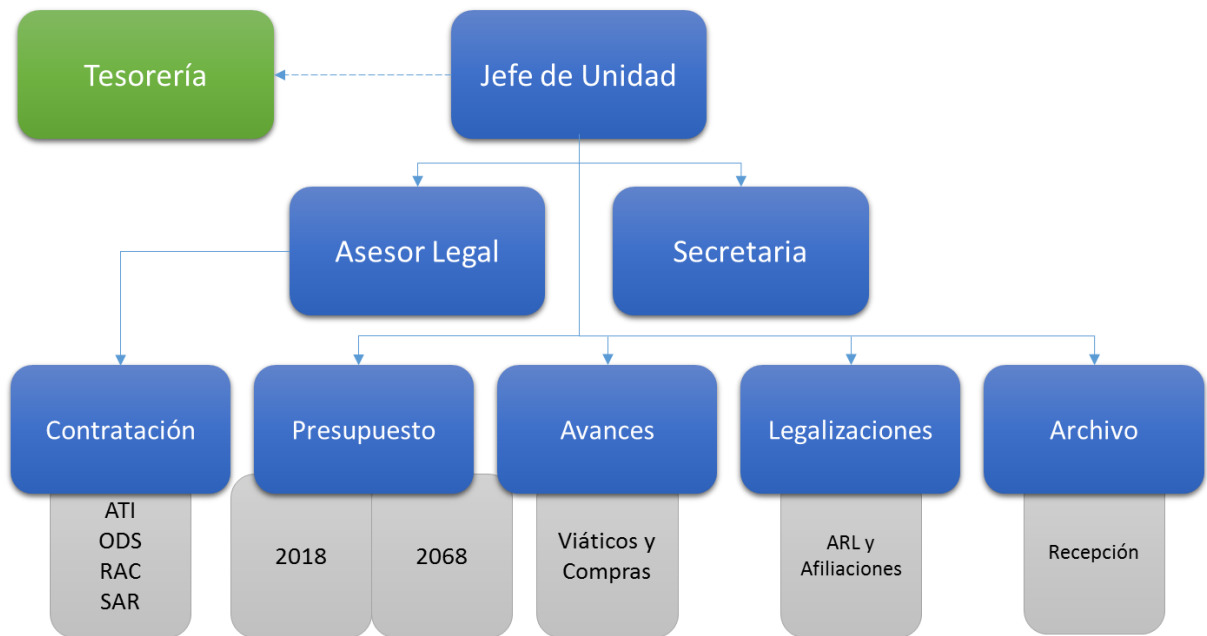 Tesorería
Jefe de Unidad
Asesor Legal
Secretaria
Contratación
Presupuesto
Avances
Legalizaciones
Archivo
ATI
ODS
RAC
SAR
2018
2068
Viáticos y
Compras
ARL y
Afiliaciones
Recepción